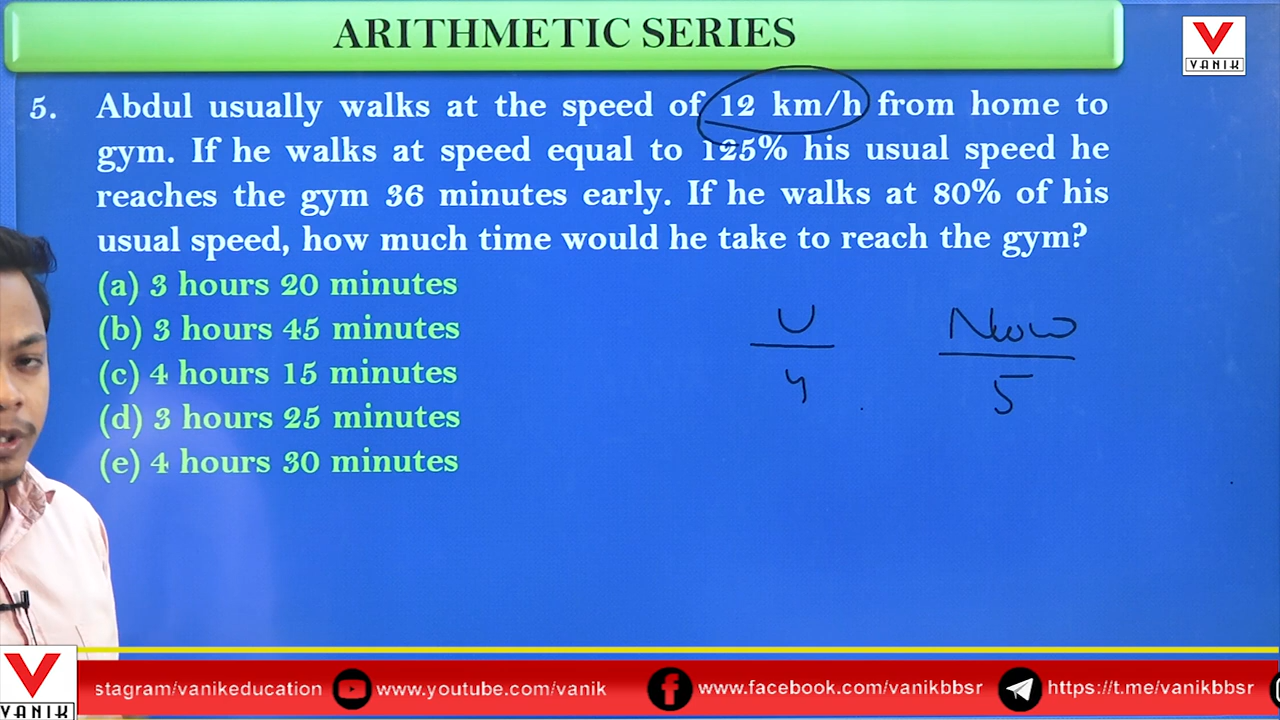 ARITHMETIC SERIES
VANIK
5. Abdul usually walks at the speed of 12 km/h from home to
gym. If he walks at speed equal to 125% his usual speed he
reaches the gym 36 minutes early. If he walks at 80% of his
usual speed, how much time would he take to reach the gym?
(a) 3 hours 20 minutes
(b) 3 hours 45 minutes
(c) 4 hours 15 minutes
(d) 3 hours 25 minutes
(e) 4 hours 30 minutes
U Now
4 5
VANIK
stagram/vanikeducation www.youtube.com/vanik www.facebook.com/vanikbbsr https://t.me/vanikbbsr